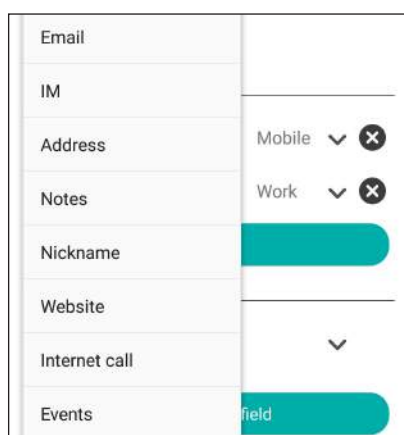 Email
IM
Address
Mobile
Notes
Work
Nickname
Website
Internet call
Events
field